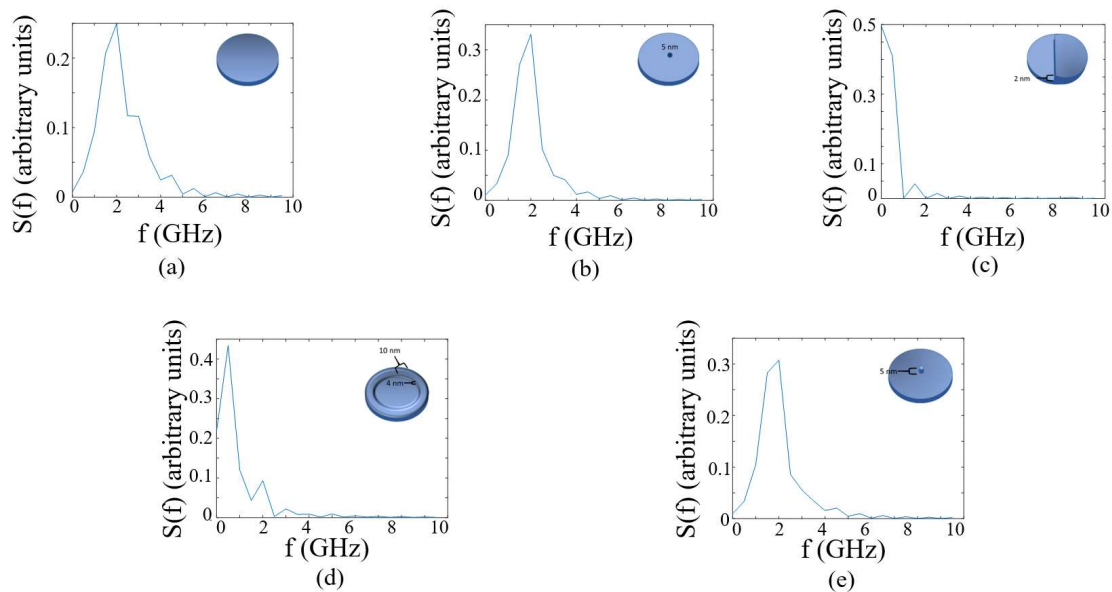 S(f) (arbitrary units)
0.2
0.1
0
0 2 4 6 8 10
f (GHz)
(a)
S(f) (arbitrary units)
0.3
0.2
0.1
0
5 nm
0 2 4 6 8 10
f (GHz)
(b)
S(f) (arbitrary units)
0.5
0.3
0.1
0
2 nm
0 2 4 6 8 10
f (GHz)
(c)
S(f) (arbitrary units)
0.4
0.3
0.2
0.1
0
10 nm
4 nm
0 2 4 6 8 10
f (GHz)
(d)
S(f) (arbitrary units)
0.3
0.2
0.1
0
5 nm
0 2 4 6 8 10
f (GHz)
(e)